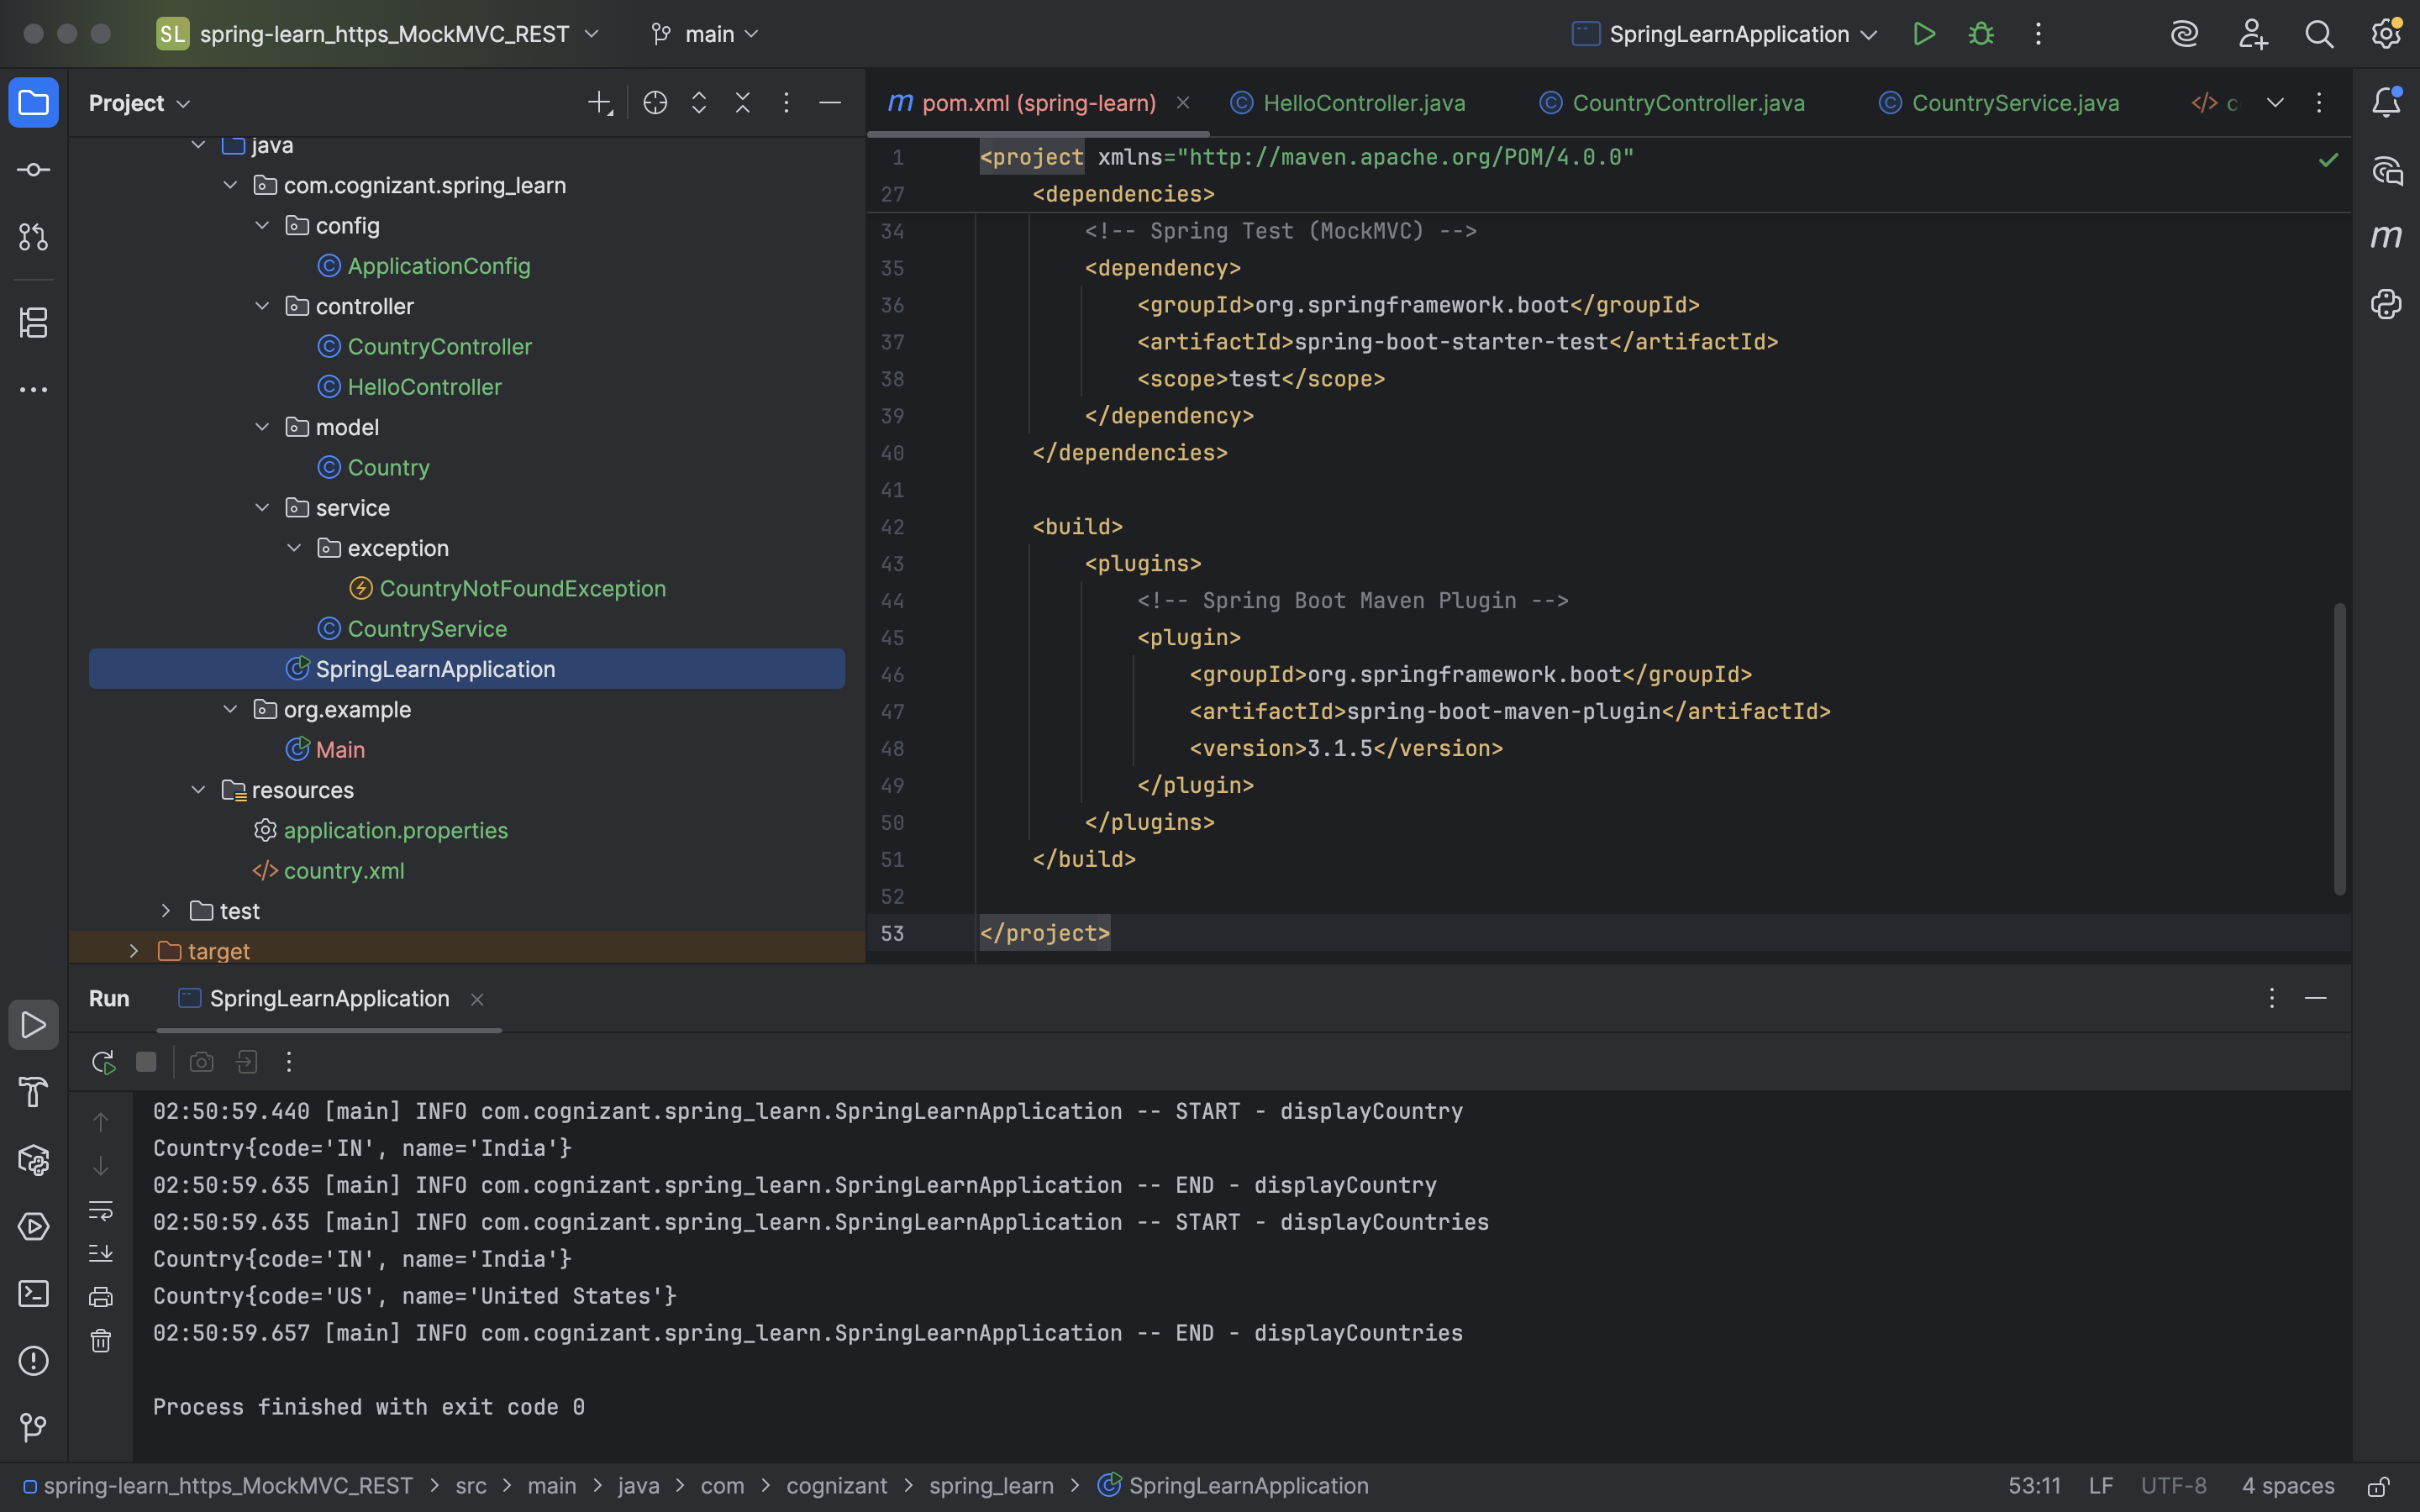 SL spring-learn_https_MockMVC_REST main SpringLearnApplication
Project
java
com.cognizant.spring_learn
config
ApplicationConfig
controller
CountryController
HelloController
model
Country
service
exception
CountryNotFoundException
CountryService
SpringLearnApplication
org.example
Main
resources
application.properties
country.xml
test
target
m pom.xml (spring-learn) HelloController.java CountryController.java CountryService.java c
1 <project xmlns="http://maven.apache.org/POM/4.0.0"
27 <dependencies>
34 <!-- Spring Test (MockMVC) -->
35 <dependency>
36 <groupId>org.springframework.boot</groupId>
37 <artifactId>spring-boot-starter-test</artifactId>
38 <scope>test</scope>
39 </dependency>
40 </dependencies>
41
42 <build>
43 <plugins>
44 <!-- Spring Boot Maven Plugin -->
45 <plugin>
46 <groupId>org.springframework.boot</groupId>
47 <artifactId>spring-boot-maven-plugin</artifactId>
48 <version>3.1.5</version>
49 </plugin>
50 </plugins>
51 </build>
52
53 </project>
m
Run SpringLearnApplication
02:50:59.440 [main] INFO com.cognizant.spring_learn.SpringLearnApplication -- START - displayCountry
Country{code='IN', name='India'}
02:50:59.635 [main] INFO com.cognizant.spring_learn.SpringLearnApplication -- END - displayCountry
02:50:59.635 [main] INFO com.cognizant.spring_learn.SpringLearnApplication -- START - displayCountries
Country{code='IN', name='India'}
Country{code='US', name='United States'}
02:50:59.657 [main] INFO com.cognizant.spring_learn.SpringLearnApplication -- END - displayCountries
Process finished with exit code 0
spring-learn_https_MockMVC_REST > src > main > java > com > cognizant > spring_learn > SpringLearnApplication 53:11 LF UTF-8 4 spaces